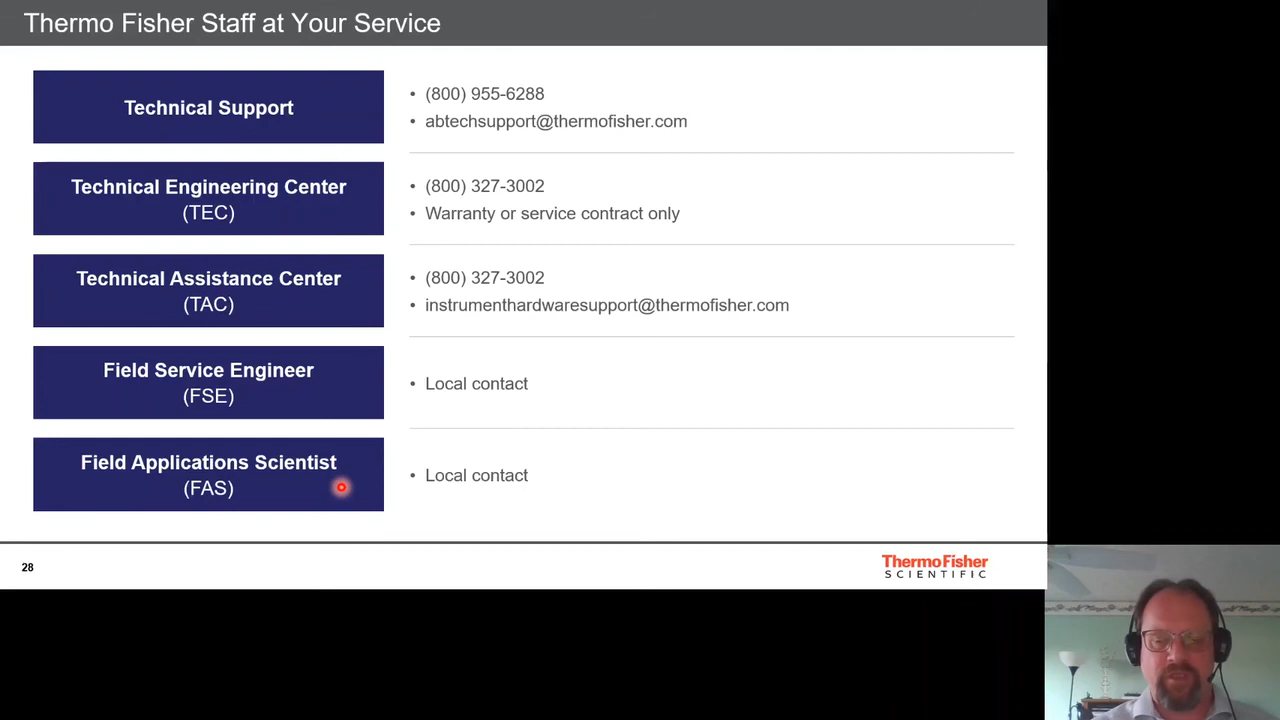 Thermo Fisher Staff at Your Service
Technical Support
• (800) 955-6288
• abtechsupport@thermofisher.com
Technical Engineering Center
(TEC)
• (800) 327-3002
• Warranty or service contract only
Technical Assistance Center
(TAC)
• (800) 327-3002
• instrumenthardwaresupport@thermofisher.com
Field Service Engineer
(FSE)
• Local contact
Field Applications Scientist
(FAS)
• Local contact
28
ThermoFisher
SCIENTIFIC